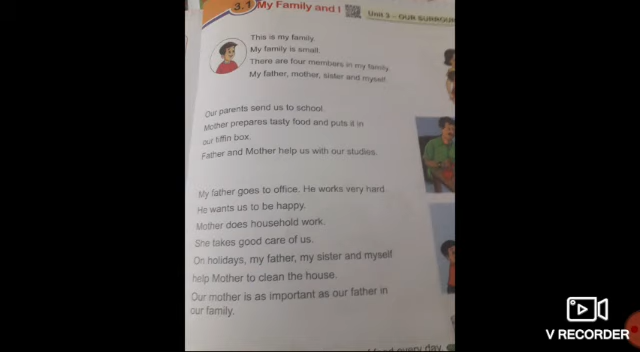 3.1 My Family and I
Unit 3 - OUR SURROUN
This is my family.
My family is small.
There are four members in my family.
My father, mother, sister and myself.
Our parents send us to school.
Mother prepares tasty food and puts it in
our tiffin box.
Father and Mother help us with our studies.
My father goes to office. He works very hard.
He wants us to be happy.
Mother does household work.
She takes good care of us.
On holidays, my father, my sister and myself
help Mother to clean the house.
Our mother is as important as our father in
our family.
every day.
V RECORDER